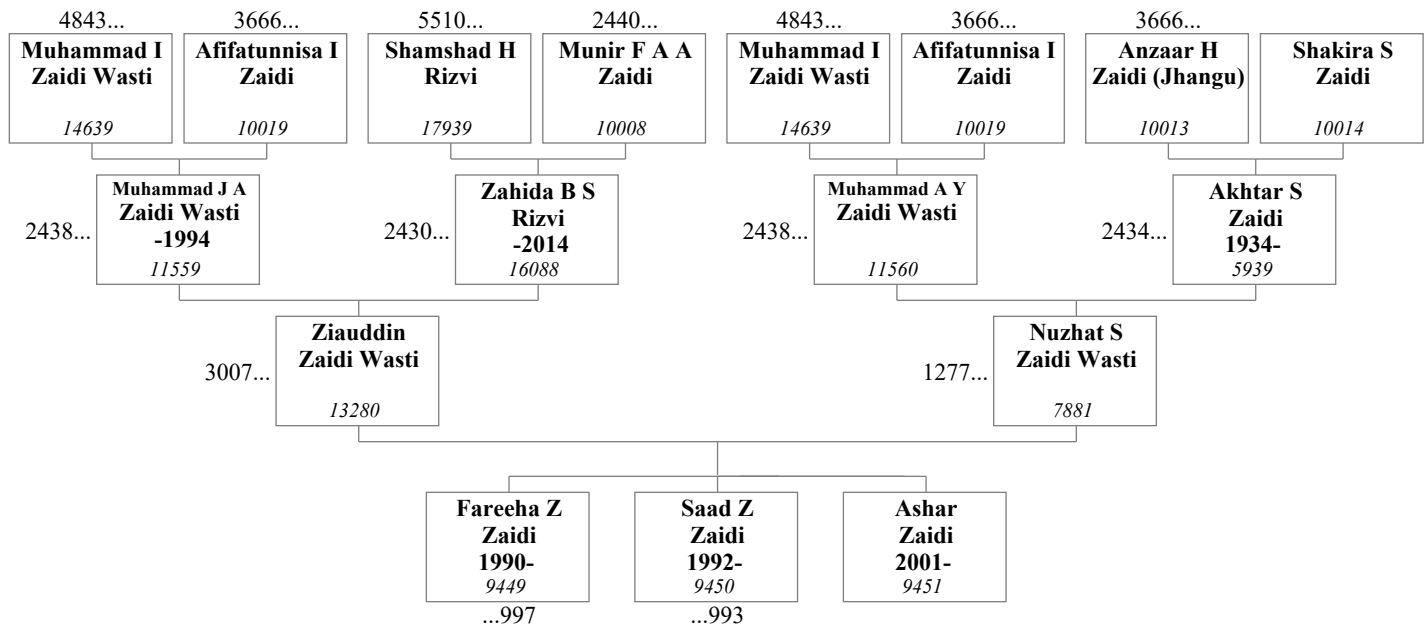 4843... 3666... 5510... 2440... 4843... 3666... 3666...
Muhammad I
Zaidi Wasti
14639
Afifatunnisa I
Zaidi
10019
Shamshad H
Rizvi
17939
Munir F A A
Zaidi
10008
Muhammad I
Zaidi Wasti
14639
Afifatunnisa I
Zaidi
10019
Anzaar H
Zaidi (Jhangu)
10013
Shakira S
Zaidi
10014
2438...
Muhammad J A
Zaidi Wasti
-1994
11559
2430...
Zahida B S
Rizvi
-2014
16088
2438...
Muhammad A Y
Zaidi Wasti
11560
2434...
Akhtar S
Zaidi
1934-
5939
3007...
Ziauddin
Zaidi Wasti
13280
1277...
Nuzhat S
Zaidi Wasti
7881
Fareeha Z
Zaidi
1990-
9449
...997
Saad Z
Zaidi
1992-
9450
...993
Ashar
Zaidi
2001-
9451